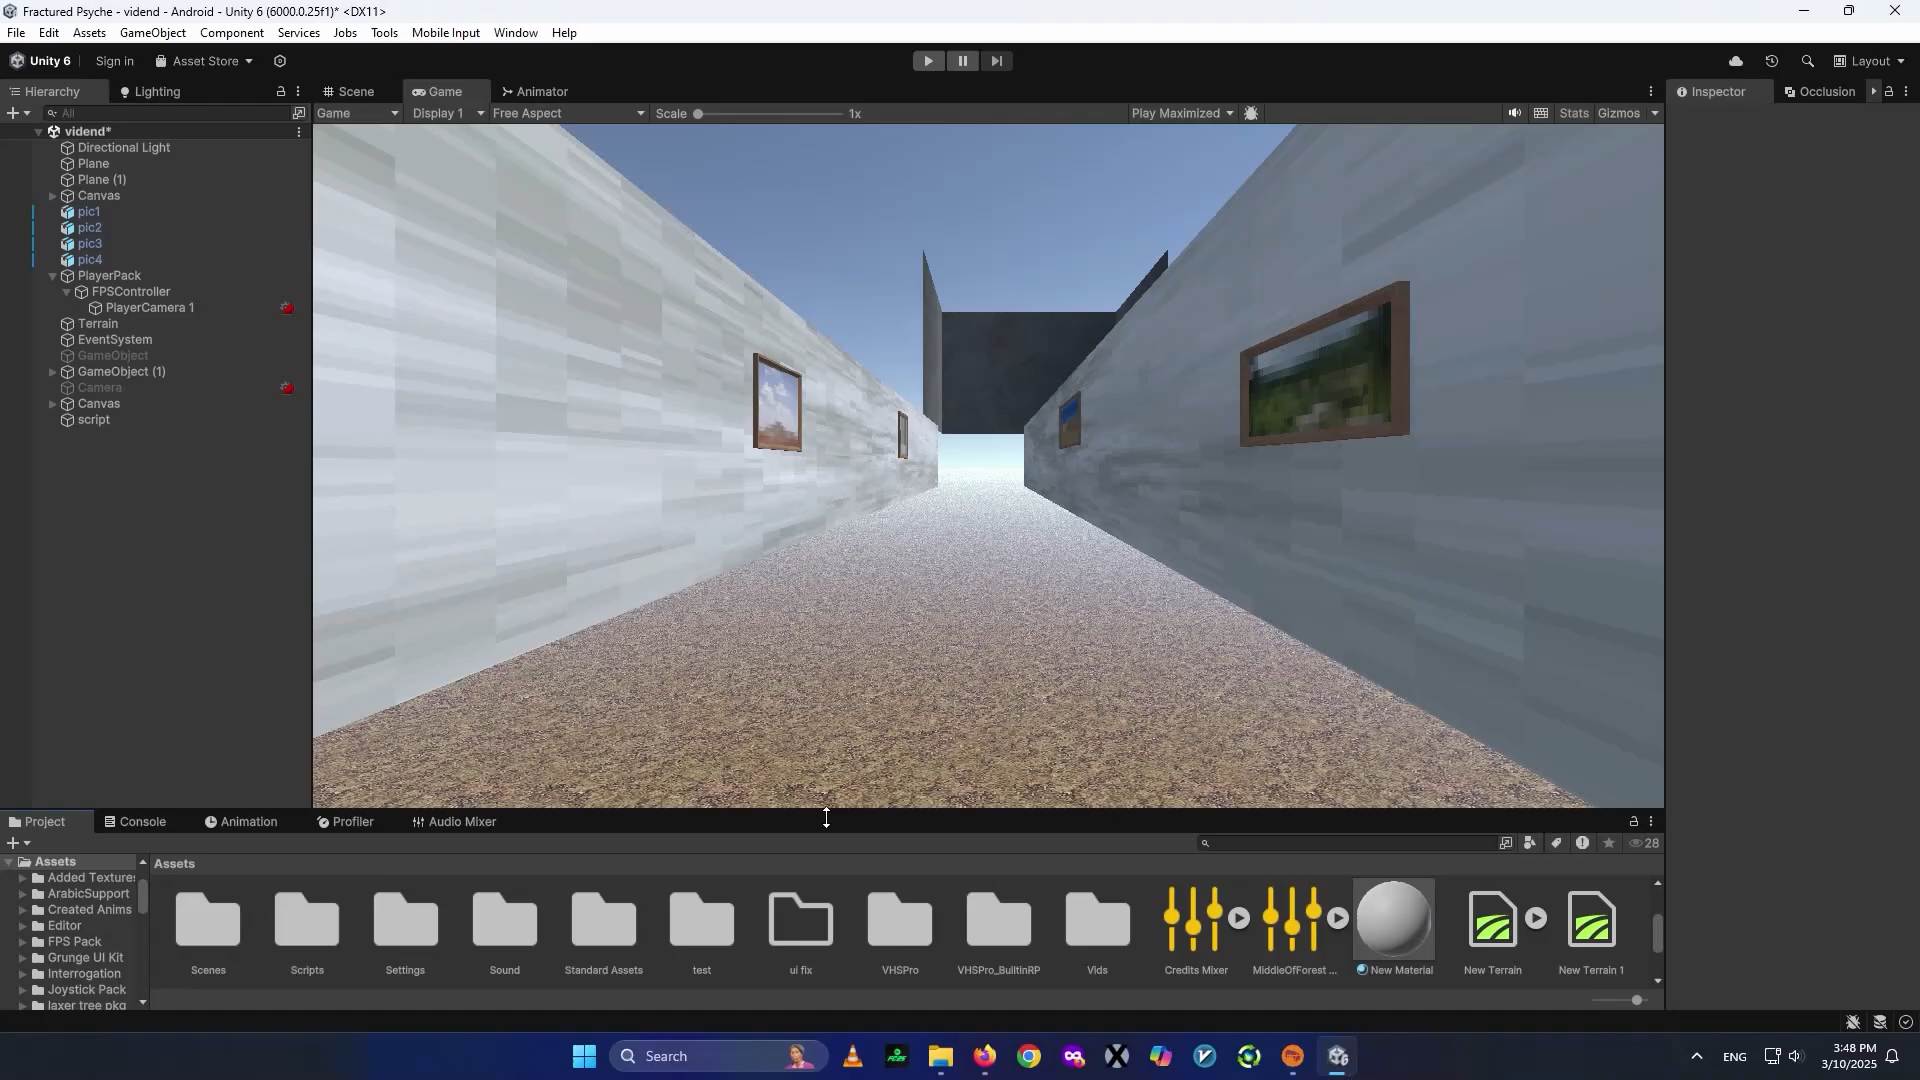 Fractured Psyche - vidend - Android - Unity 6 (6000.0.25f1)* <DX11>
File Edit Assets GameObject Component Services Jobs Tools Mobile Input Window Help
Unity 6 Sign in Asset Store Layout
Hierarchy Lighting Scene Game Animator Inspector Occlusion
All Game Display 1 Free Aspect Scale 1x Play Maximized Stats Gizmos
vidend*
Directional Light
Plane
Plane (1)
Canvas
pic1
pic2
pic3
pic4
PlayerPack
FPSController
PlayerCamera 1
Terrain
EventSystem
GameObject
GameObject (1)
Camera
Canvas
script
Project Console Animation Profiler Audio Mixer
28
Assets
Added Textures
ArabicSupport
Created Anims
Editor
FPS Pack
Grunge UI Kit
Interrogation
Joystick Pack
laxer tree pkg
Assets
Scenes Scripts Settings Sound Standard Assets test ui fix VHSPro VHSPro_BuiltinRP Vids Credits Mixer MiddleOfForest ... New Material New Terrain New Terrain 1
Search FC25 ENG 3:48 PM
3/10/2025